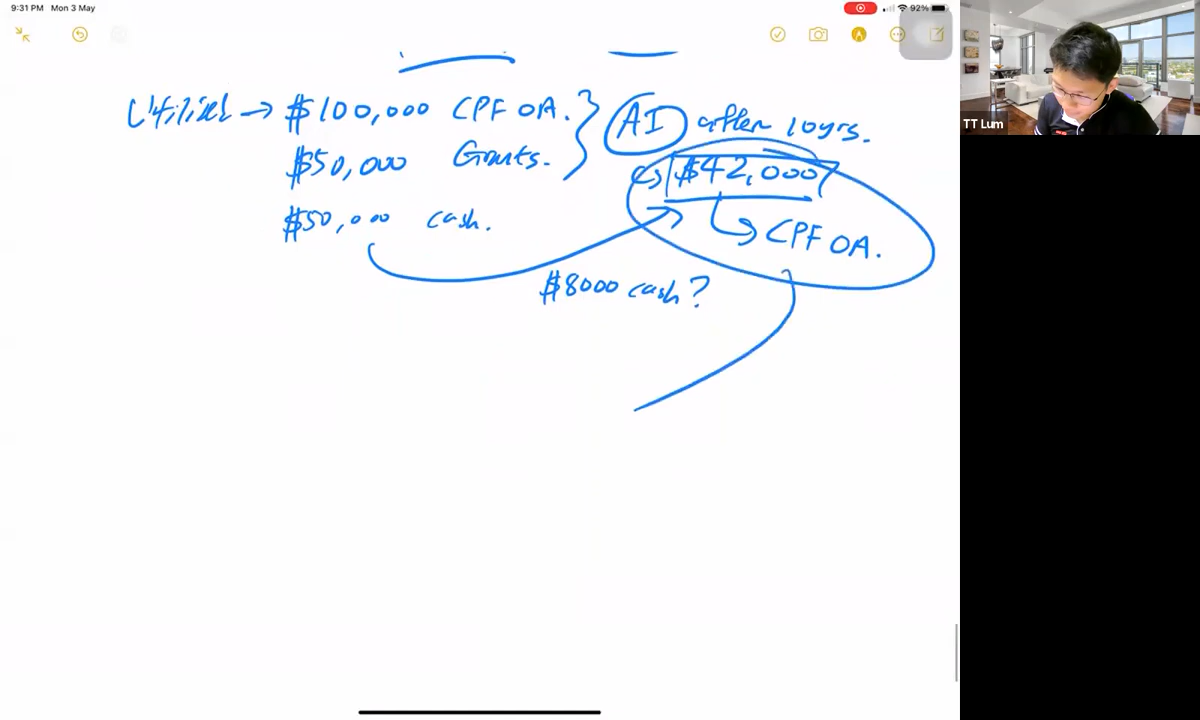 9:31 PM Mon 3 May
92%
Utilised → $100,000 CPF OA.
$50,000 Grants.
$50,000 cash.
AI after 10yrs.
↳ $42,000
↳ CPF OA.
$8000 cash?
TT Lum